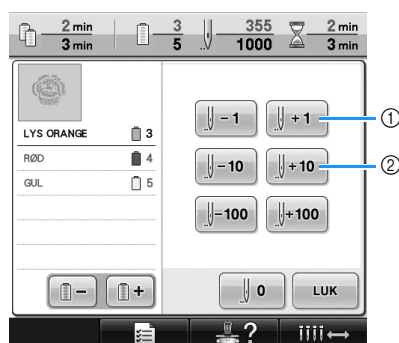 2 min 3 355 2 min
3 min 5 1000 3 min
LYS ORANGE 3
RØD 4
GUL 5
-1 +1 1
-10 +10 2
-100 +100
- + 0 LUK
?